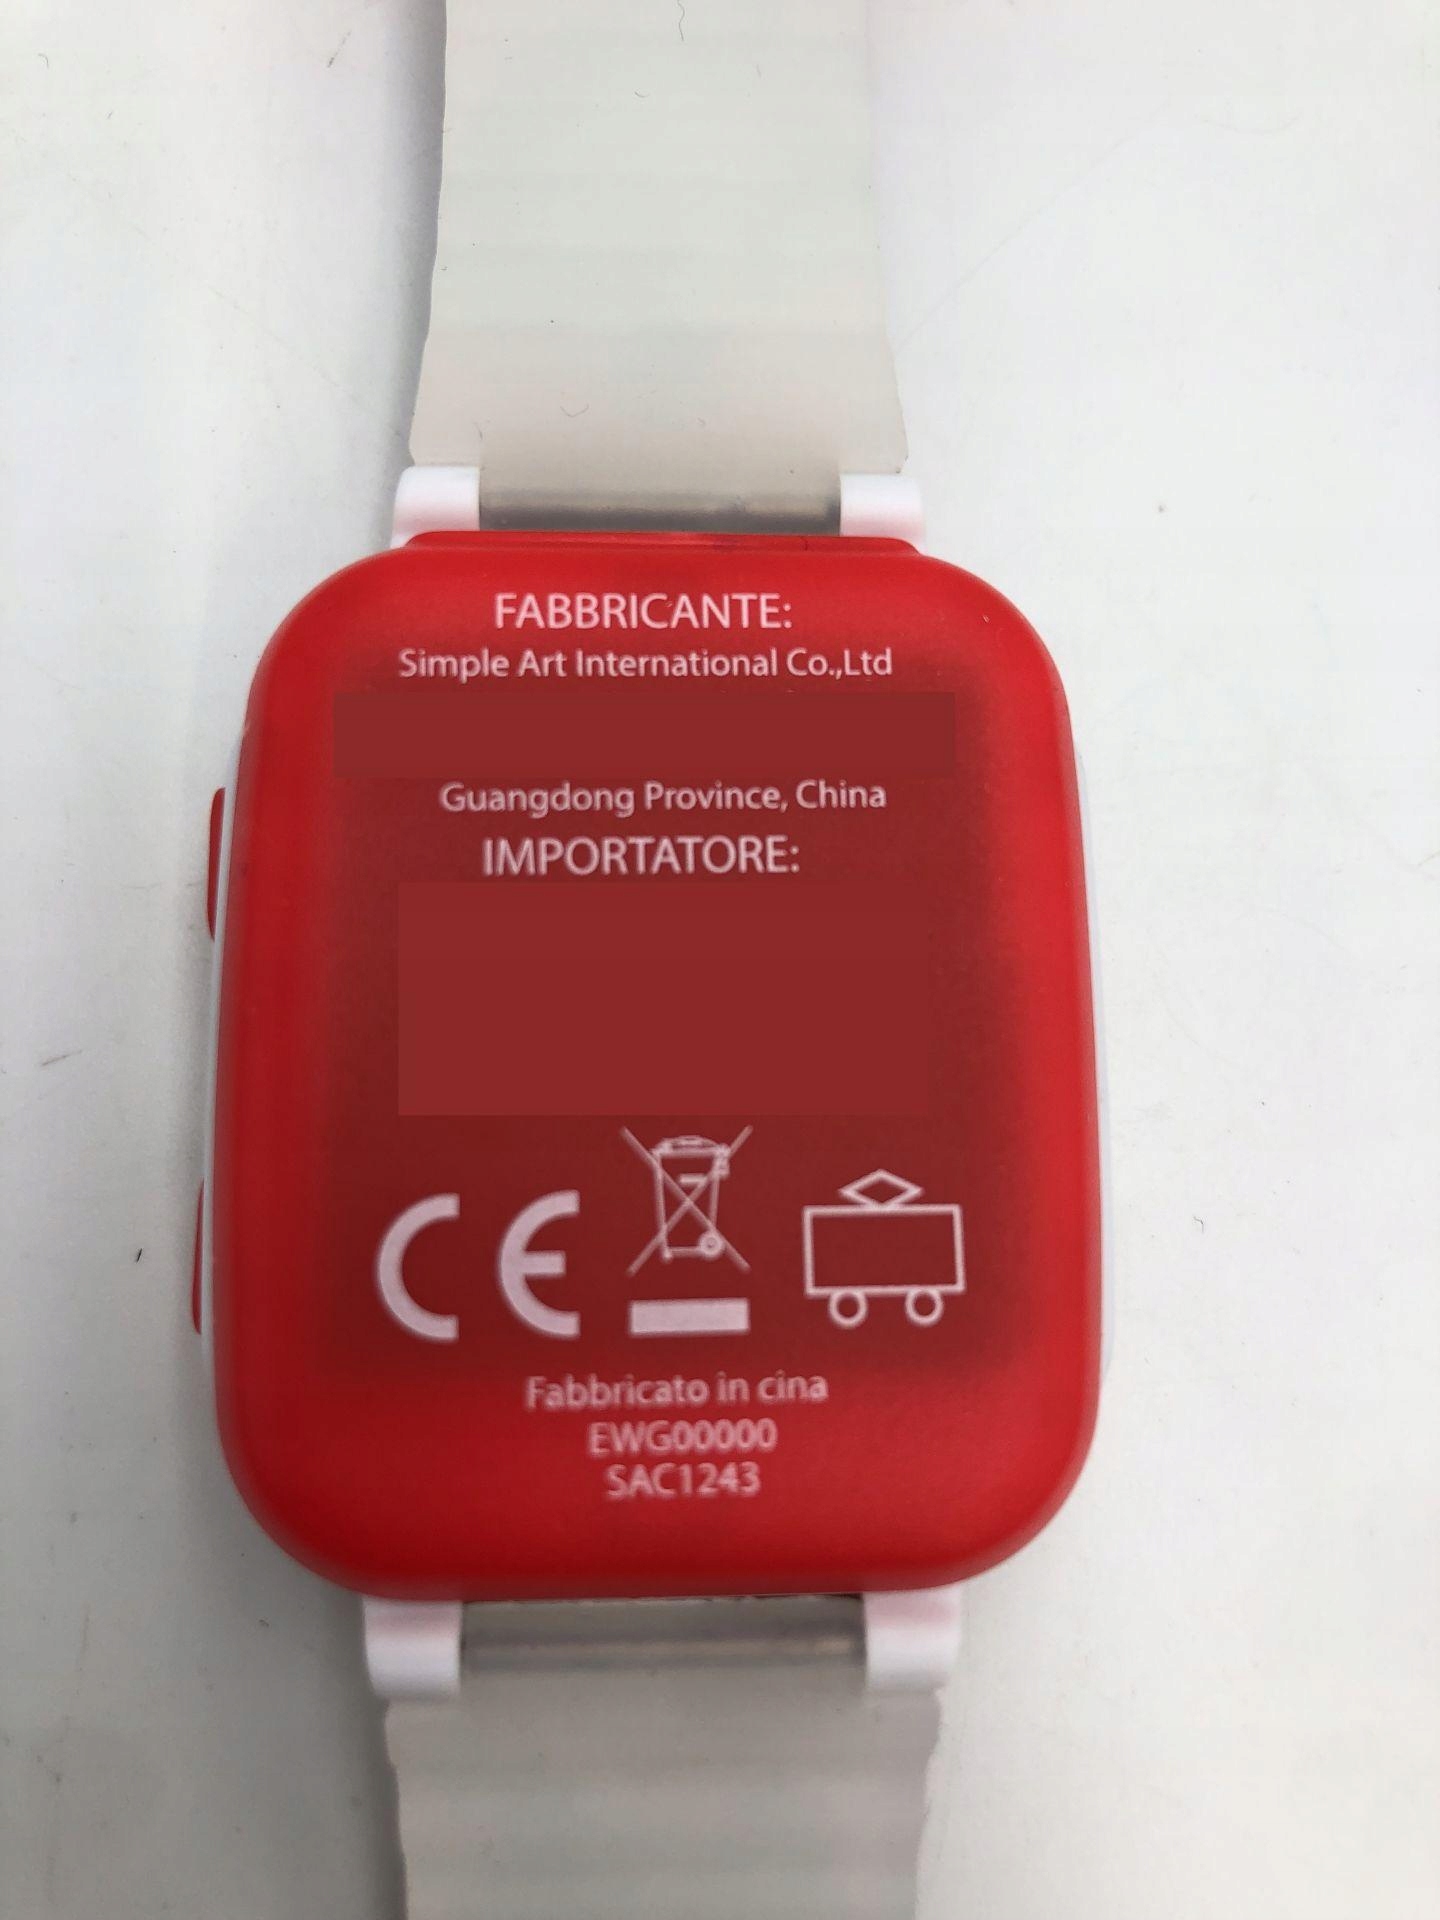 FABBRICANTE:
Simple Art International Co.,Ltd
Guangdong Province, China
IMPORTATORE:
CE
Fabbricato in cina
EWG00000
SAC1243